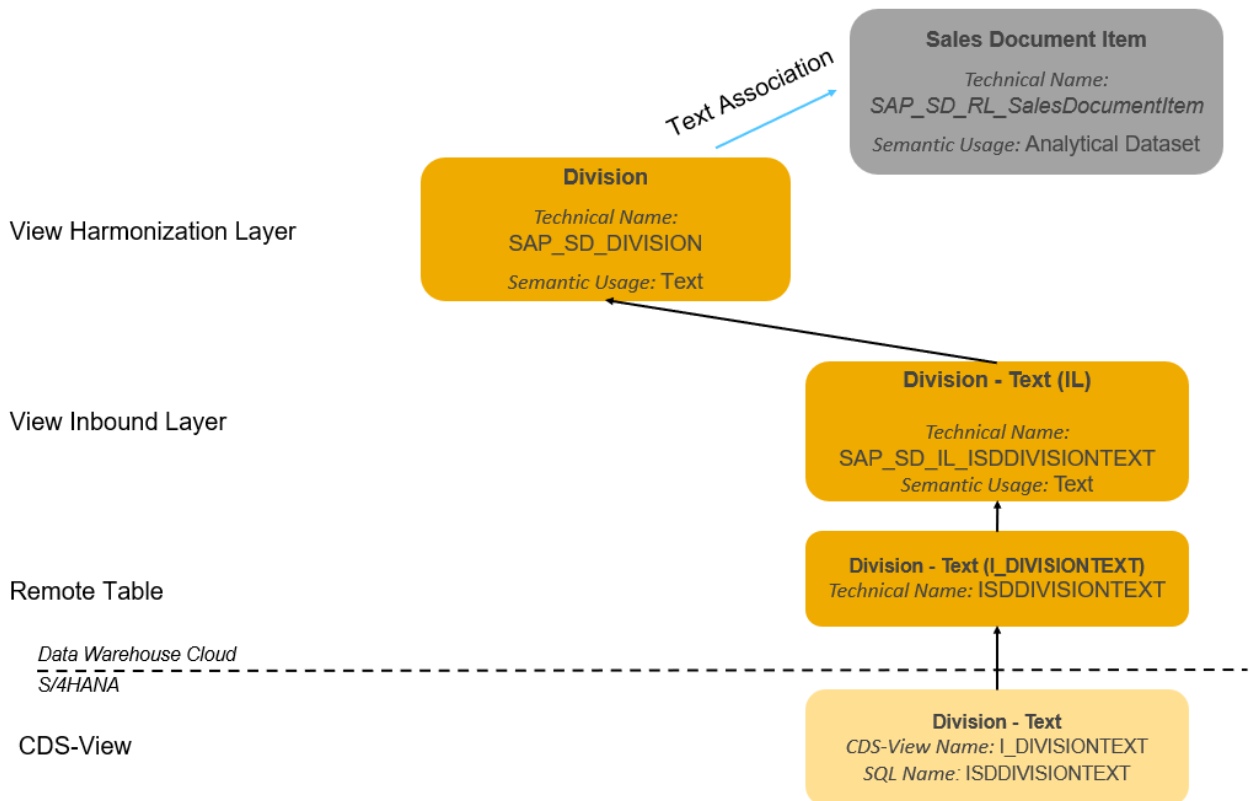 Sales Document Item
Technical Name:
SAP_SD_RL_SalesDocumentItem
Semantic Usage: Analytical Dataset
Text Association
Division
Technical Name:
SAP_SD_DIVISION
Semantic Usage: Text
View Harmonization Layer
Division - Text (IL)
Technical Name:
SAP_SD_IL_ISDDIVISIONTEXT
Semantic Usage: Text
View Inbound Layer
Division - Text (I_DIVISIONTEXT)
Technical Name: ISDDIVISIONTEXT
Remote Table
Data Warehouse Cloud
S/4HANA
Division - Text
CDS-View Name: I_DIVISIONTEXT
SQL Name: ISDDIVISIONTEXT
CDS-View